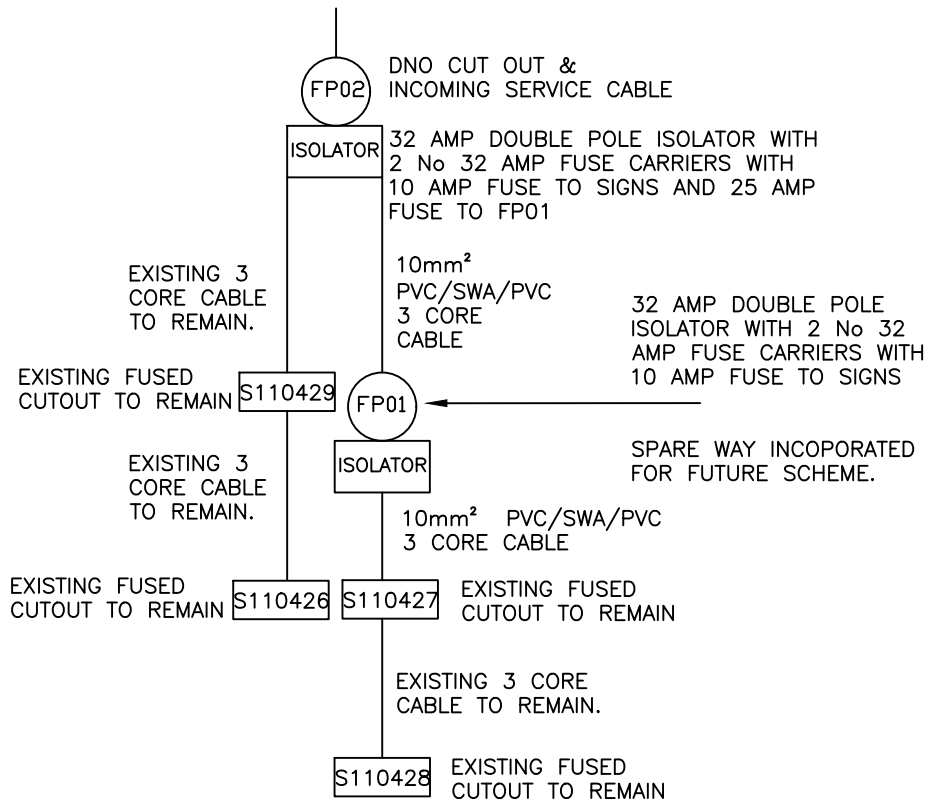 FP02
DNO CUT OUT &
INCOMING SERVICE CABLE
ISOLATOR
32 AMP DOUBLE POLE ISOLATOR WITH
2 No 32 AMP FUSE CARRIERS WITH
10 AMP FUSE TO SIGNS AND 25 AMP
FUSE TO FP01
EXISTING 3
CORE CABLE
TO REMAIN.
10mm²
PVC/SWA/PVC
3 CORE
CABLE
32 AMP DOUBLE POLE
ISOLATOR WITH 2 No 32
AMP FUSE CARRIERS WITH
10 AMP FUSE TO SIGNS
EXISTING FUSED
CUTOUT TO REMAIN
S110429
FP01
EXISTING 3
CORE CABLE
TO REMAIN.
ISOLATOR
SPARE WAY INCOPORATED
FOR FUTURE SCHEME.
10mm² PVC/SWA/PVC
3 CORE CABLE
EXISTING FUSED
CUTOUT TO REMAIN
S110426
S110427
EXISTING FUSED
CUTOUT TO REMAIN
EXISTING 3 CORE
CABLE TO REMAIN.
S110428
EXISTING FUSED
CUTOUT TO REMAIN